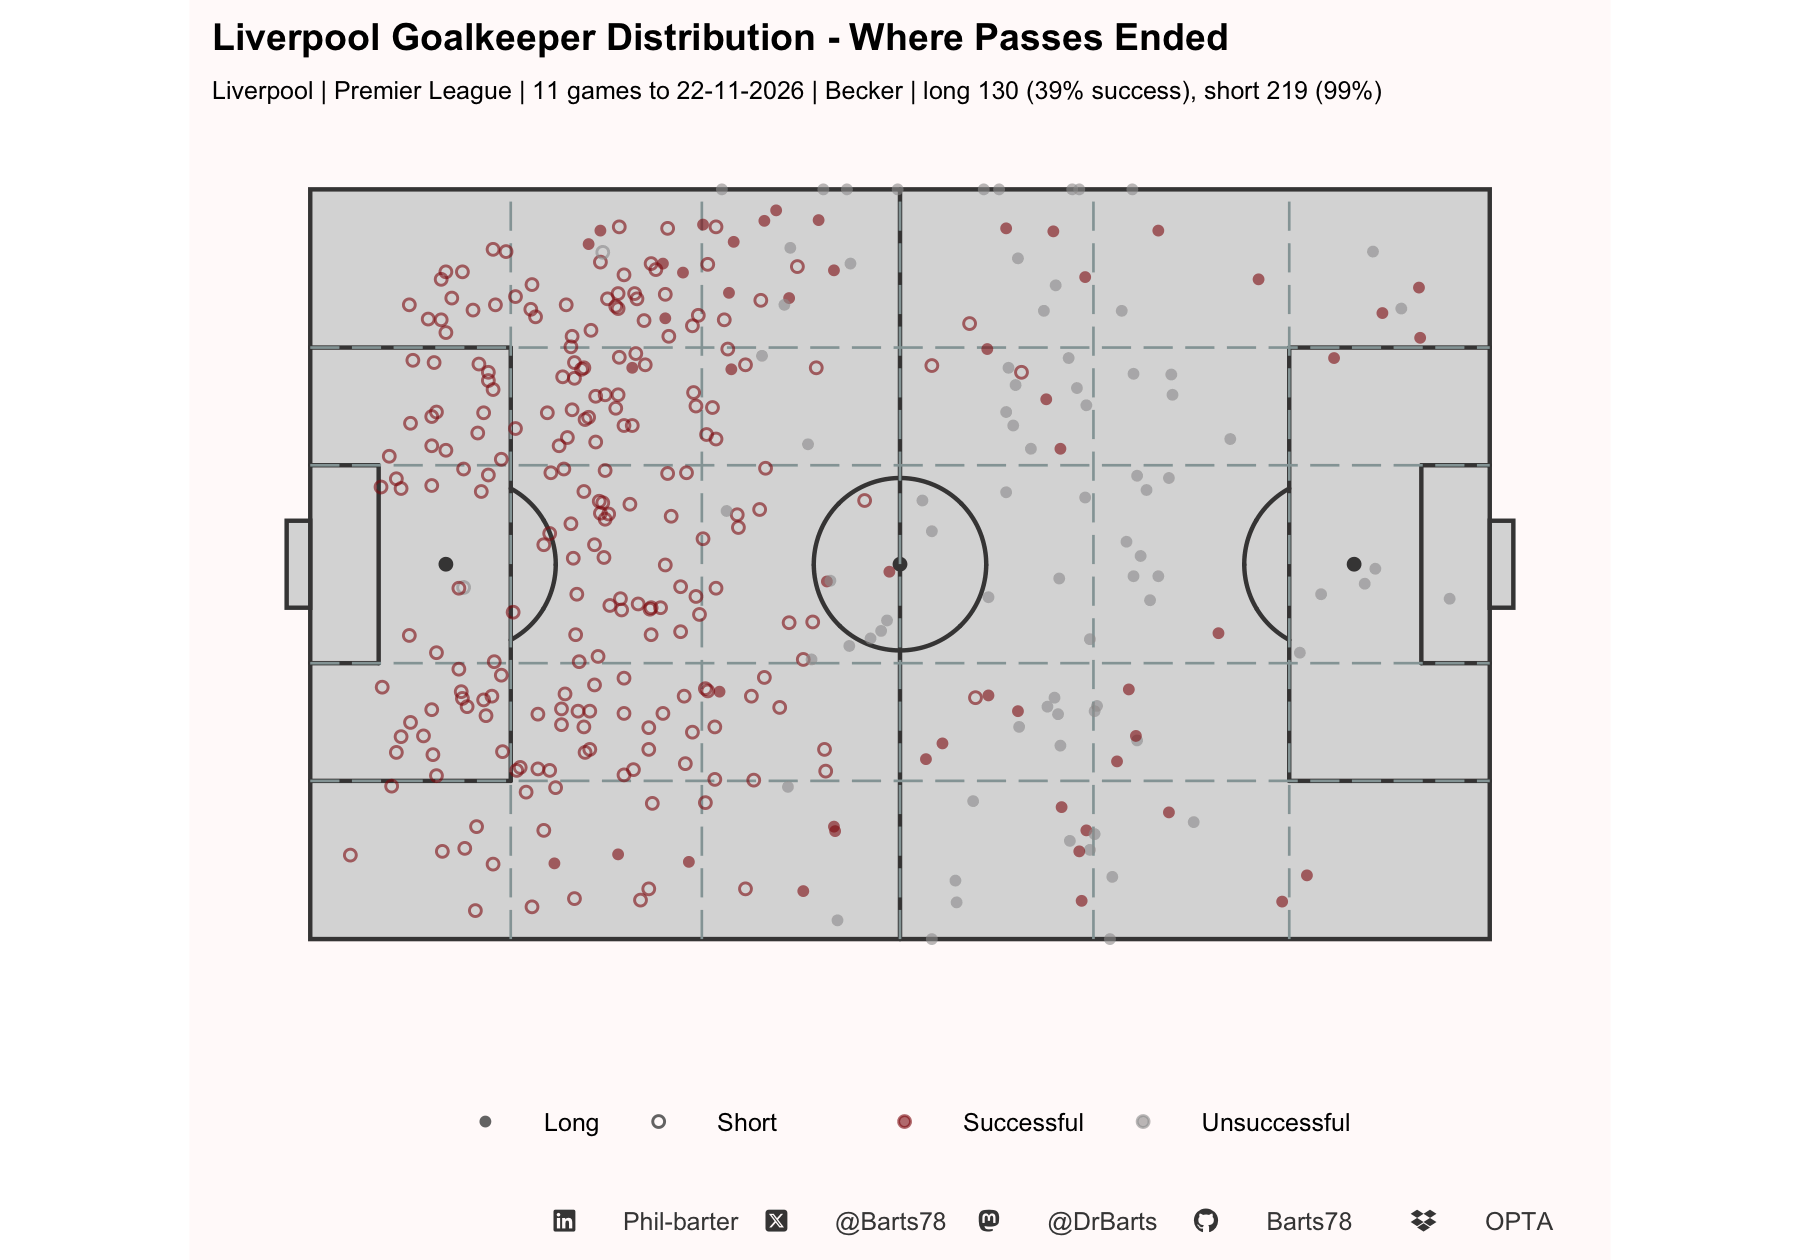 Liverpool Goalkeeper Distribution - Where Passes Ended
Liverpool | Premier League | 11 games to 22-11-2026 | Becker | long 130 (39% success), short 219 (99%)
Long Short Successful Unsuccessful
Phil-barter @Barts78 @DrBarts Barts78 OPTA